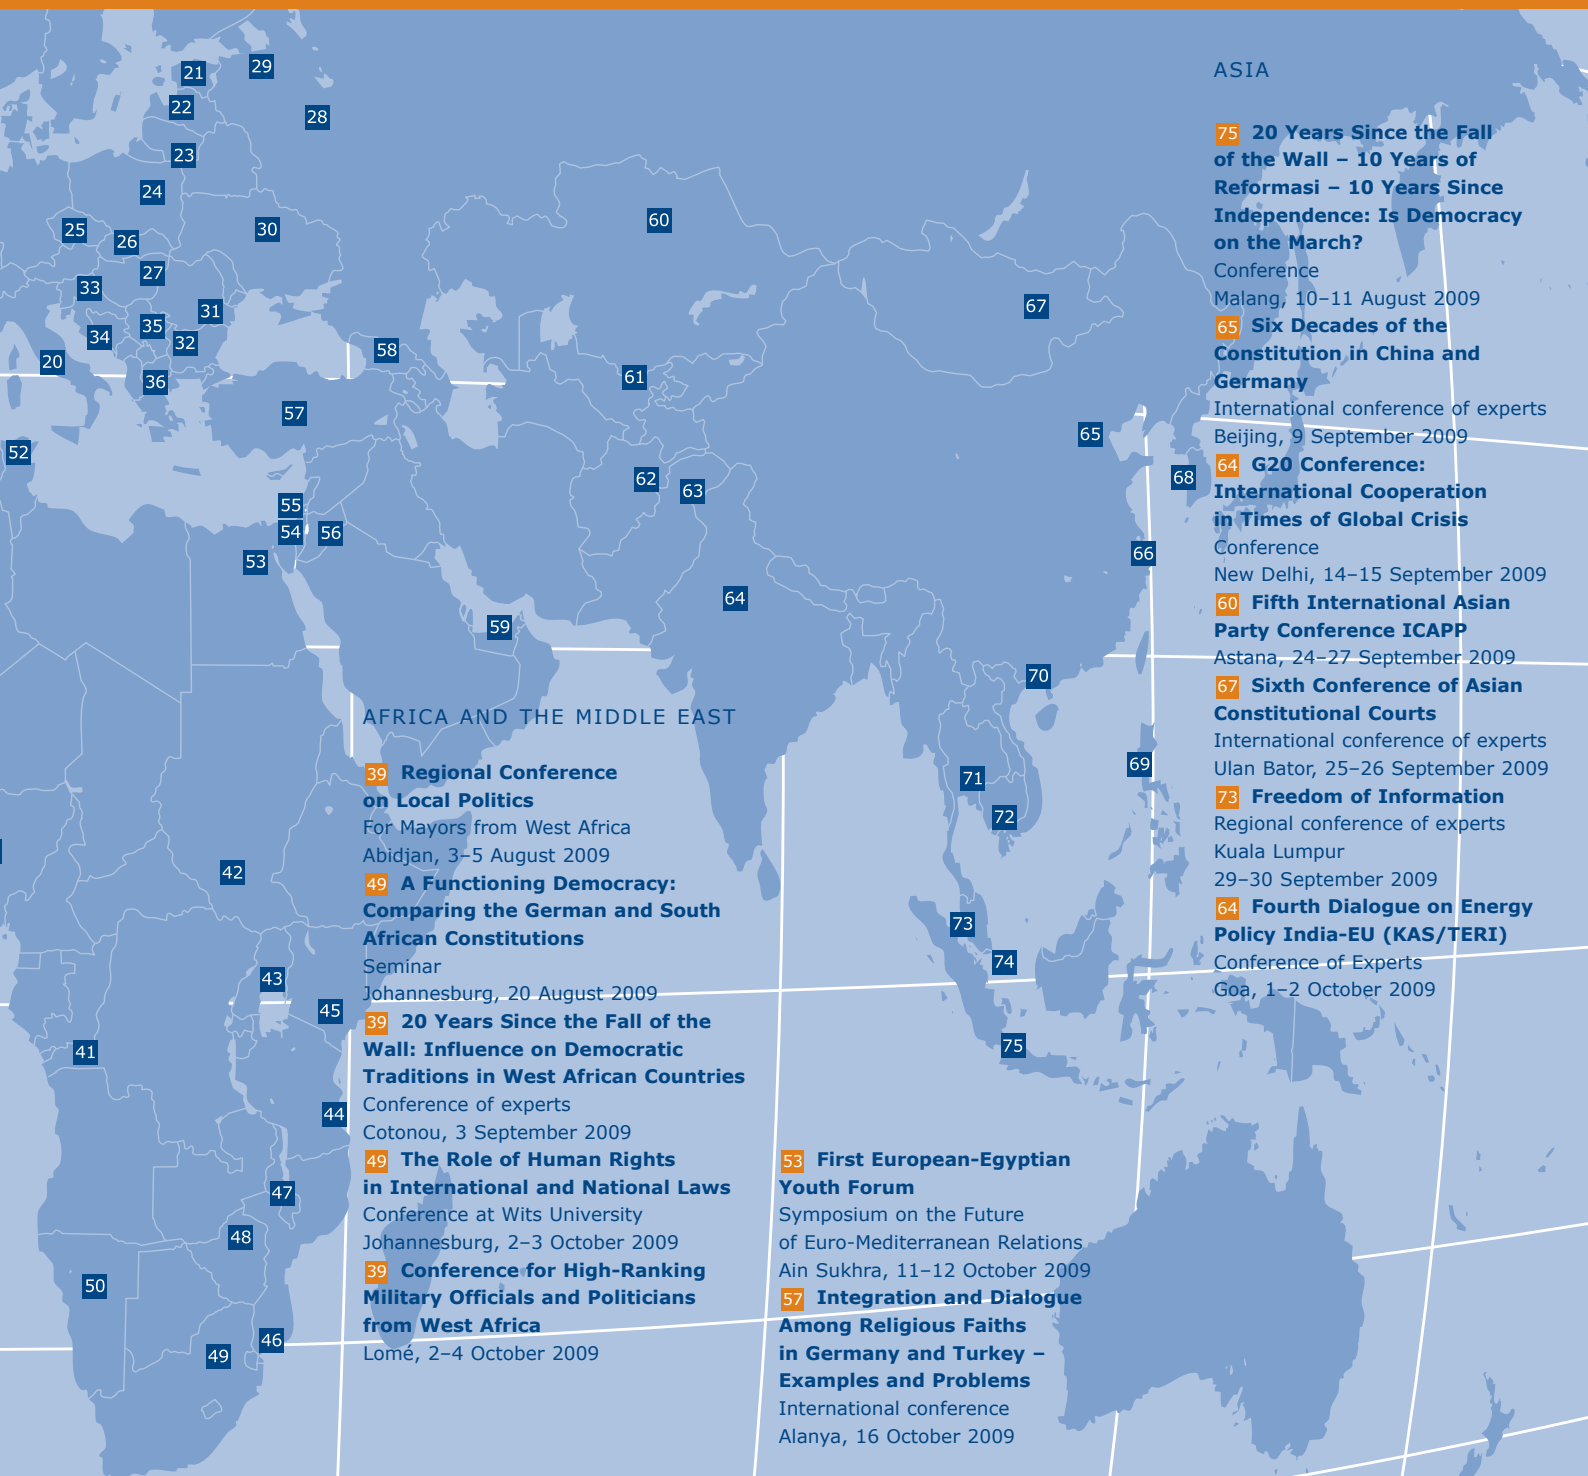 21
29
22
28
23
24
25
26
30
60
27
33
31
67
34
35
32
20
58
36
61
57
52
65
62
63
68
55
54
56
53
66
64
59
70
69
71
72
42
73
43
74
45
41
75
44
47
48
50
49
46
AFRICA AND THE MIDDLE EAST
39 Regional Conference
on Local Politics
For Mayors from West Africa
Abidjan, 3–5 August 2009
49 A Functioning Democracy:
Comparing the German and South
African Constitutions
Seminar
Johannesburg, 20 August 2009
39 20 Years Since the Fall of the
Wall: Influence on Democratic
Traditions in West African Countries
Conference of experts
Cotonou, 3 September 2009
49 The Role of Human Rights
in International and National Laws
Conference at Wits University
Johannesburg, 2–3 October 2009
39 Conference for High-Ranking
Military Officials and Politicians
from West Africa
Lomé, 2–4 October 2009
53 First European-Egyptian
Youth Forum
Symposium on the Future
of Euro-Mediterranean Relations
Ain Sukhra, 11–12 October 2009
57 Integration and Dialogue
Among Religious Faiths
in Germany and Turkey –
Examples and Problems
International conference
Alanya, 16 October 2009
ASIA
75 20 Years Since the Fall
of the Wall – 10 Years of
Reformasi – 10 Years Since
Independence: Is Democracy
on the March?
Conference
Malang, 10–11 August 2009
65 Six Decades of the
Constitution in China and
Germany
International conference of experts
Beijing, 9 September 2009
64 G20 Conference:
International Cooperation
in Times of Global Crisis
Conference
New Delhi, 14–15 September 2009
60 Fifth International Asian
Party Conference ICAPP
Astana, 24–27 September 2009
67 Sixth Conference of Asian
Constitutional Courts
International conference of experts
Ulan Bator, 25–26 September 2009
73 Freedom of Information
Regional conference of experts
Kuala Lumpur
29–30 September 2009
64 Fourth Dialogue on Energy
Policy India-EU (KAS/TERI)
Conference of Experts
Goa, 1–2 October 2009